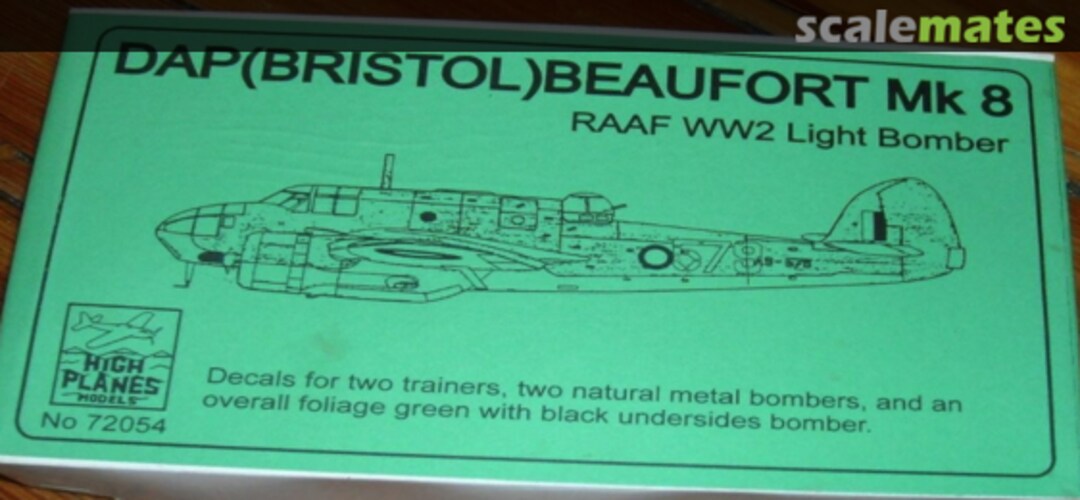 scalemates
DAP(BRISTOL)BEAUFORT Mk 8
RAAF WW2 Light Bomber
HIGH
PLANES
MODELS
No 72054
Decals for two trainers, two natural metal bombers, and an
overall foliage green with black undersides bomber.